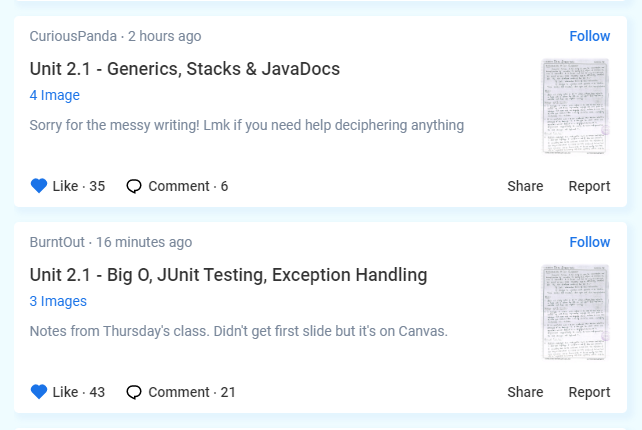 CuriousPanda · 2 hours ago
Follow
Unit 2.1 - Generics, Stacks & JavaDocs
4 Image
Sorry for the messy writing! Lmk if you need help deciphering anything
Like · 35
Comment · 6
Share
Report
BurntOut · 16 minutes ago
Follow
Unit 2.1 - Big O, JUnit Testing, Exception Handling
3 Images
Notes from Thursday's class. Didn't get first slide but it's on Canvas.
Like · 43
Comment · 21
Share
Report